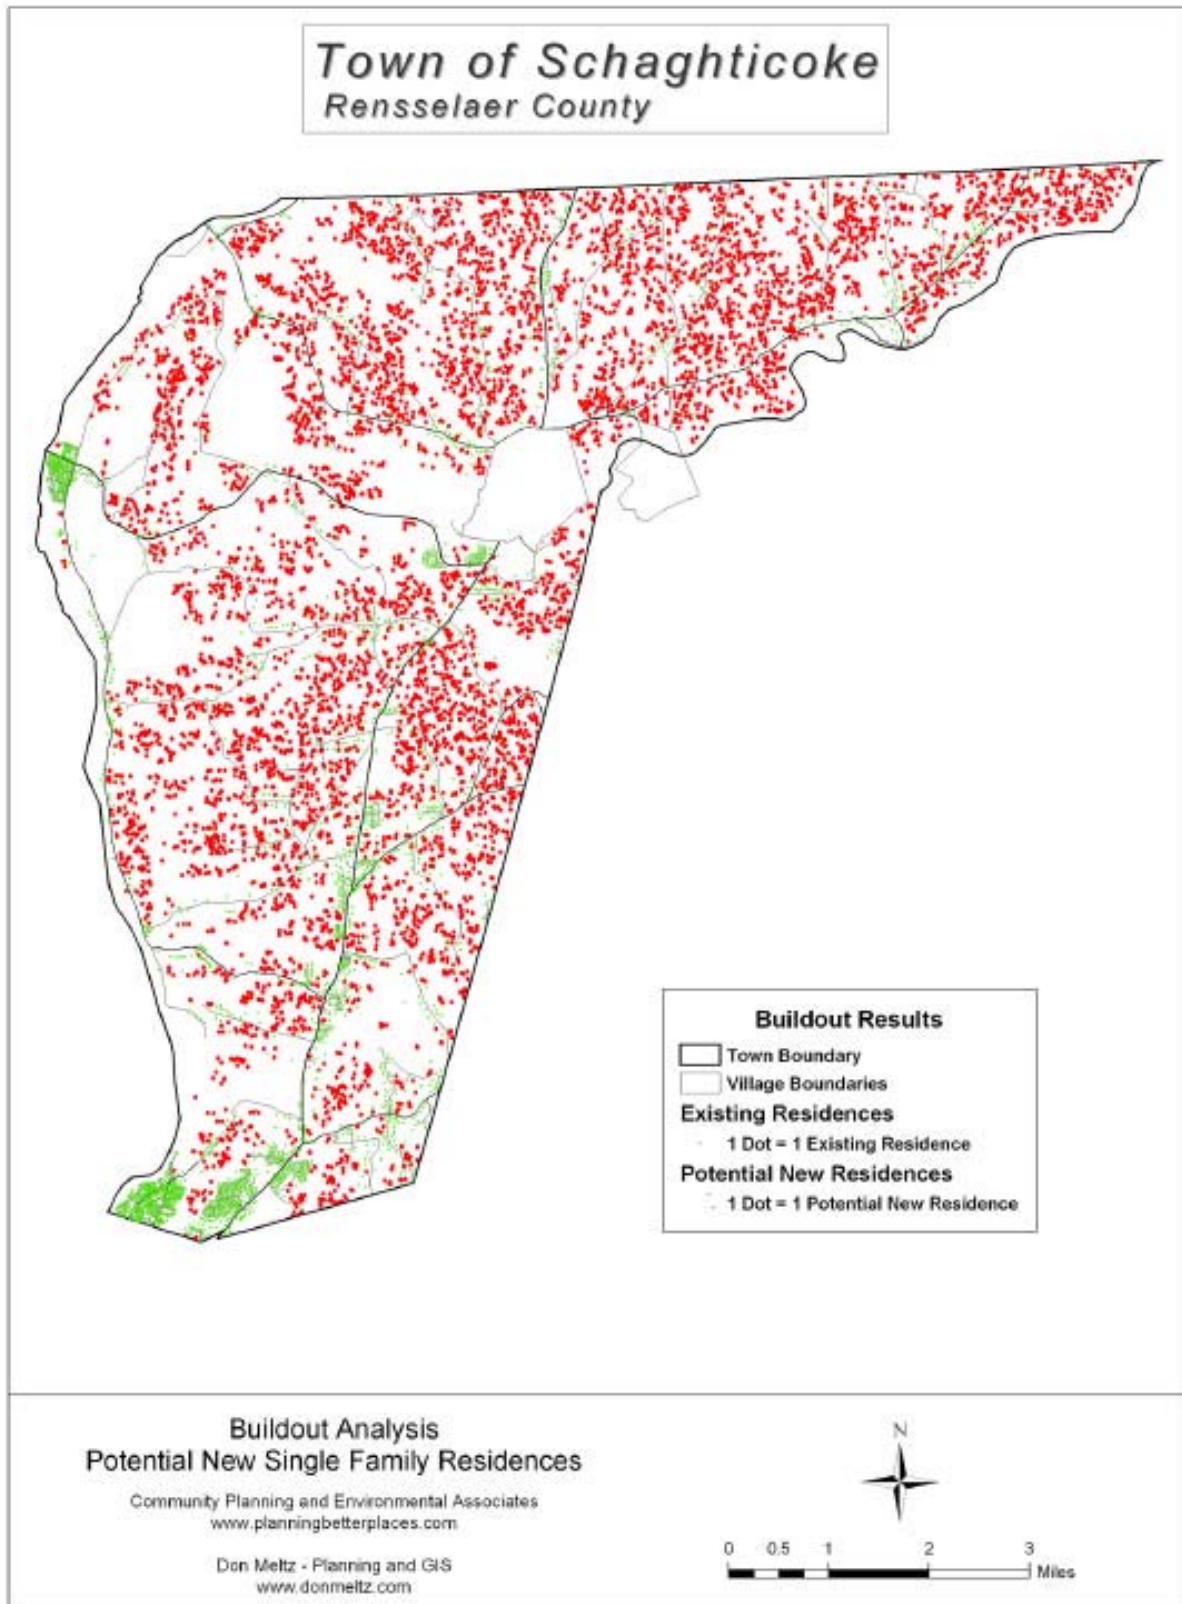 Town of Schaghticoke
Rensselaer County
Buildout Results
Town Boundary
Village Boundaries
Existing Residences
1 Dot = 1 Existing Residence
Potential New Residences
1 Dot = 1 Potential New Residence
Buildout Analysis
Potential New Single Family Residences
Community Planning and Environmental Associates
www.planningbetterplaces.com
Don Meltz - Planning and GIS
www.donmeltz.com
N
0 0.5 1 2 3
Miles